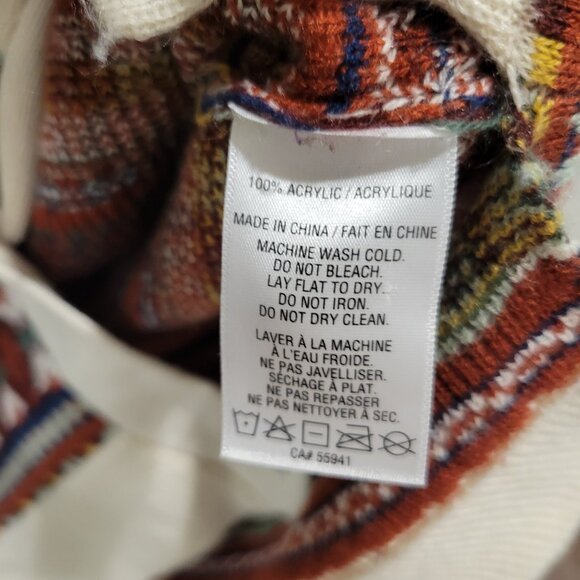 100% ACRYLIC / ACRYLIQUE
MADE IN CHINA / FAIT EN CHINE
MACHINE WASH COLD.
DO NOT BLEACH.
LAY FLAT TO DRY.
DO NOT IRON.
DO NOT DRY CLEAN.
LAVER À LA MACHINE
À L'EAU FROIDE.
NE PAS JAVELLISER.
SÉCHAGE À PLAT.
NE PAS REPASSER
NE PAS NETTOYER À SEC.
CA# 55941